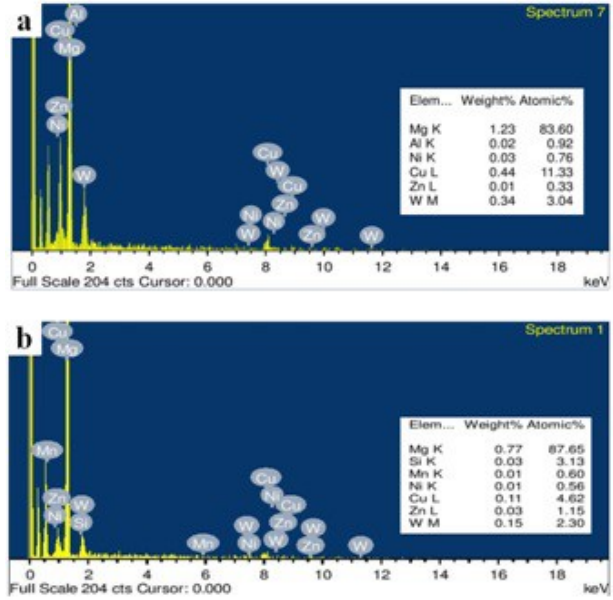 a
Spectrum 7
Al
Cu
Mg
Zn
Ni
W
Cu
W
Cu
Ni
Zn
Ni
W
W
Zn
W
Elem... Weight% Atomic%
Mg K 1.23 83.60
Al K 0.02 0.92
Ni K 0.03 0.76
Cu L 0.44 11.33
Zn L 0.01 0.33
W M 0.34 3.04
0 2 4 6 8 10 12 14 16 18
Full Scale 204 cts Cursor: 0.000 keV
b
Spectrum 1
Cu
Mg
Mn
Zn
W
Ni
Si
Cu
Ni
Cu
W
Zn
W
Mn
Ni
W
Zn
W
Elem... Weight% Atomic%
Mg K 0.77 87.65
Si K 0.03 3.13
Mn K 0.01 0.60
Ni K 0.01 0.56
Cu L 0.11 4.62
Zn L 0.03 1.15
W M 0.15 2.30
0 2 4 6 8 10 12 14 16 18
Full Scale 204 cts Cursor: 0.000 keV